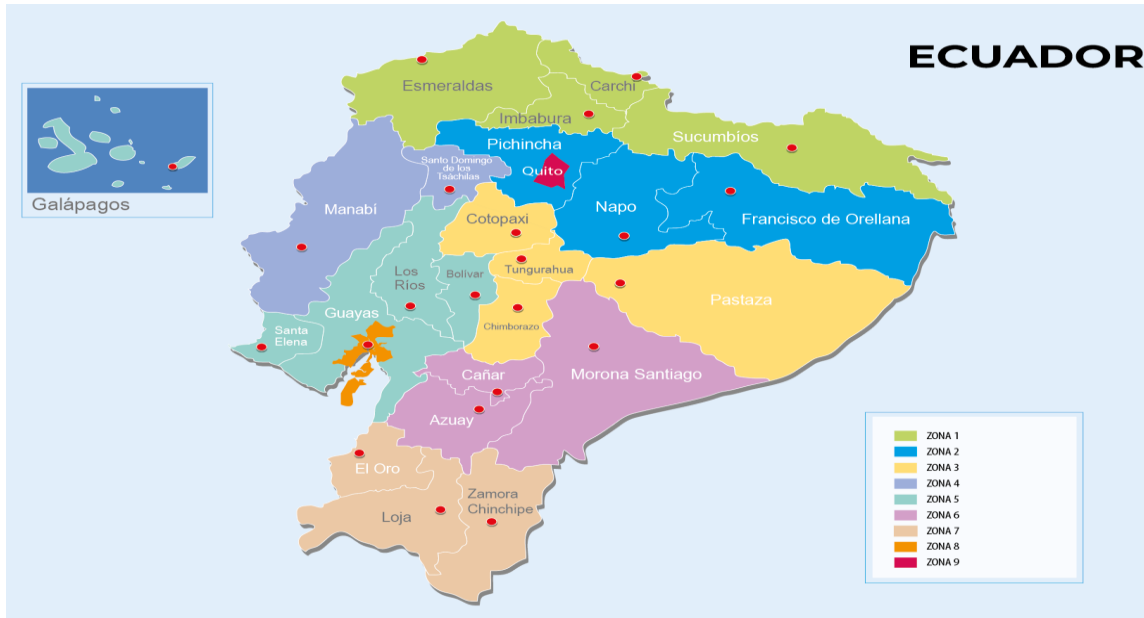 ECUADOR
Esmeraldas
Carchi
Imbabura
Sucumbíos
Pichincha
Quito
Santo Domingo
de los
Tsáchilas
Galápagos
Manabí
Napo
Francisco de Orellana
Cotopaxi
Los
Ríos
Bolívar
Tungurahua
Pastaza
Guayas
Chimborazo
Santa
Elena
Cañar
Morona Santiago
Azuay
El Oro
Zamora
Chinchipe
Loja
ZONA 1
ZONA 2
ZONA 3
ZONA 4
ZONA 5
ZONA 6
ZONA 7
ZONA 8
ZONA 9